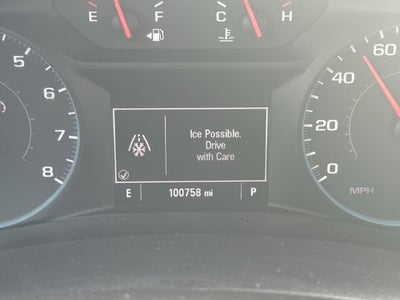 E F C H
5
6
7
8
Ice Possible.
Drive
with Care
E 100758 mi P
60
40
20
0
MPH